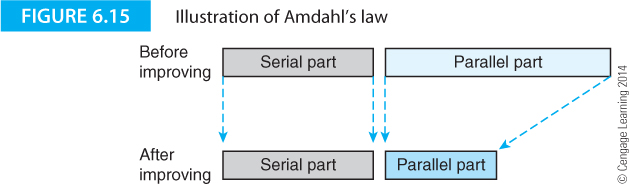 FIGURE 6.15 Illustration of Amdahl's law
Before
improving
Serial part
Parallel part
After
improving
Serial part
Parallel part
© Cengage Learning 2014